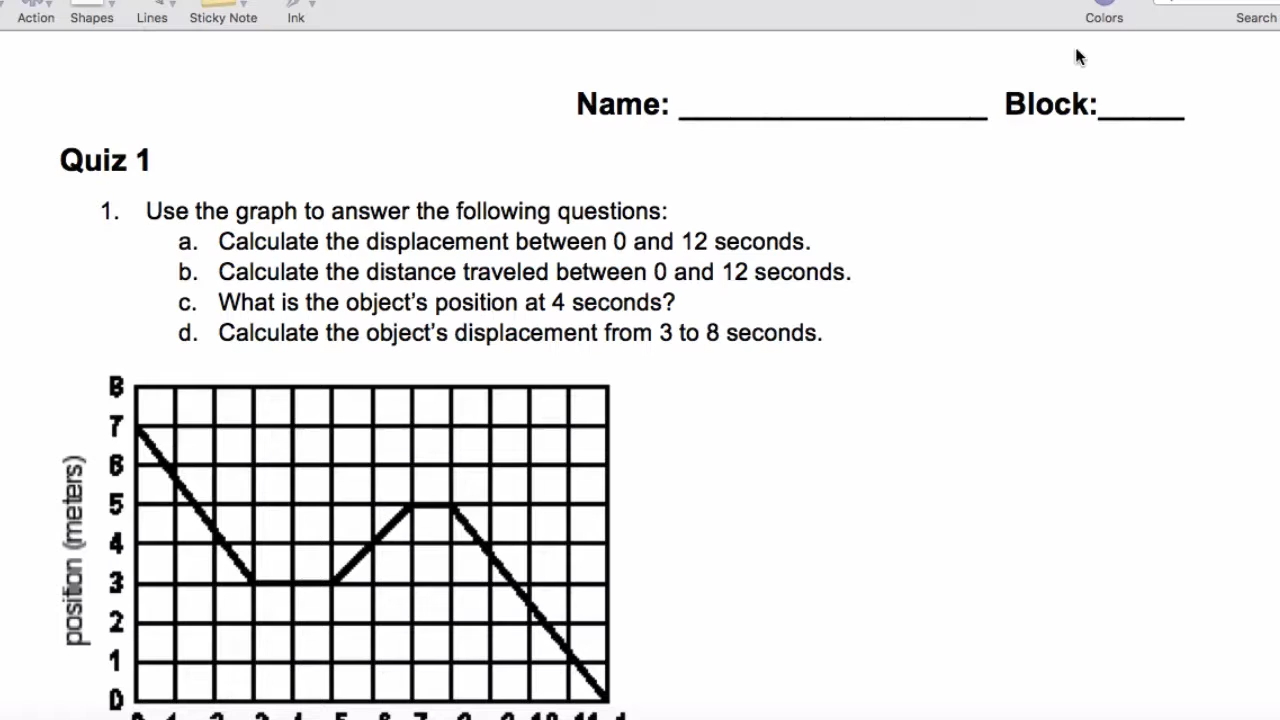 Action Shapes Lines Sticky Note Ink Colors Search
Name: __________________ Block:_____
Quiz 1
1. Use the graph to answer the following questions:
a. Calculate the displacement between 0 and 12 seconds.
b. Calculate the distance traveled between 0 and 12 seconds.
c. What is the object's position at 4 seconds?
d. Calculate the object's displacement from 3 to 8 seconds.
8
7
6
5
4
3
2
1
0
position (meters)